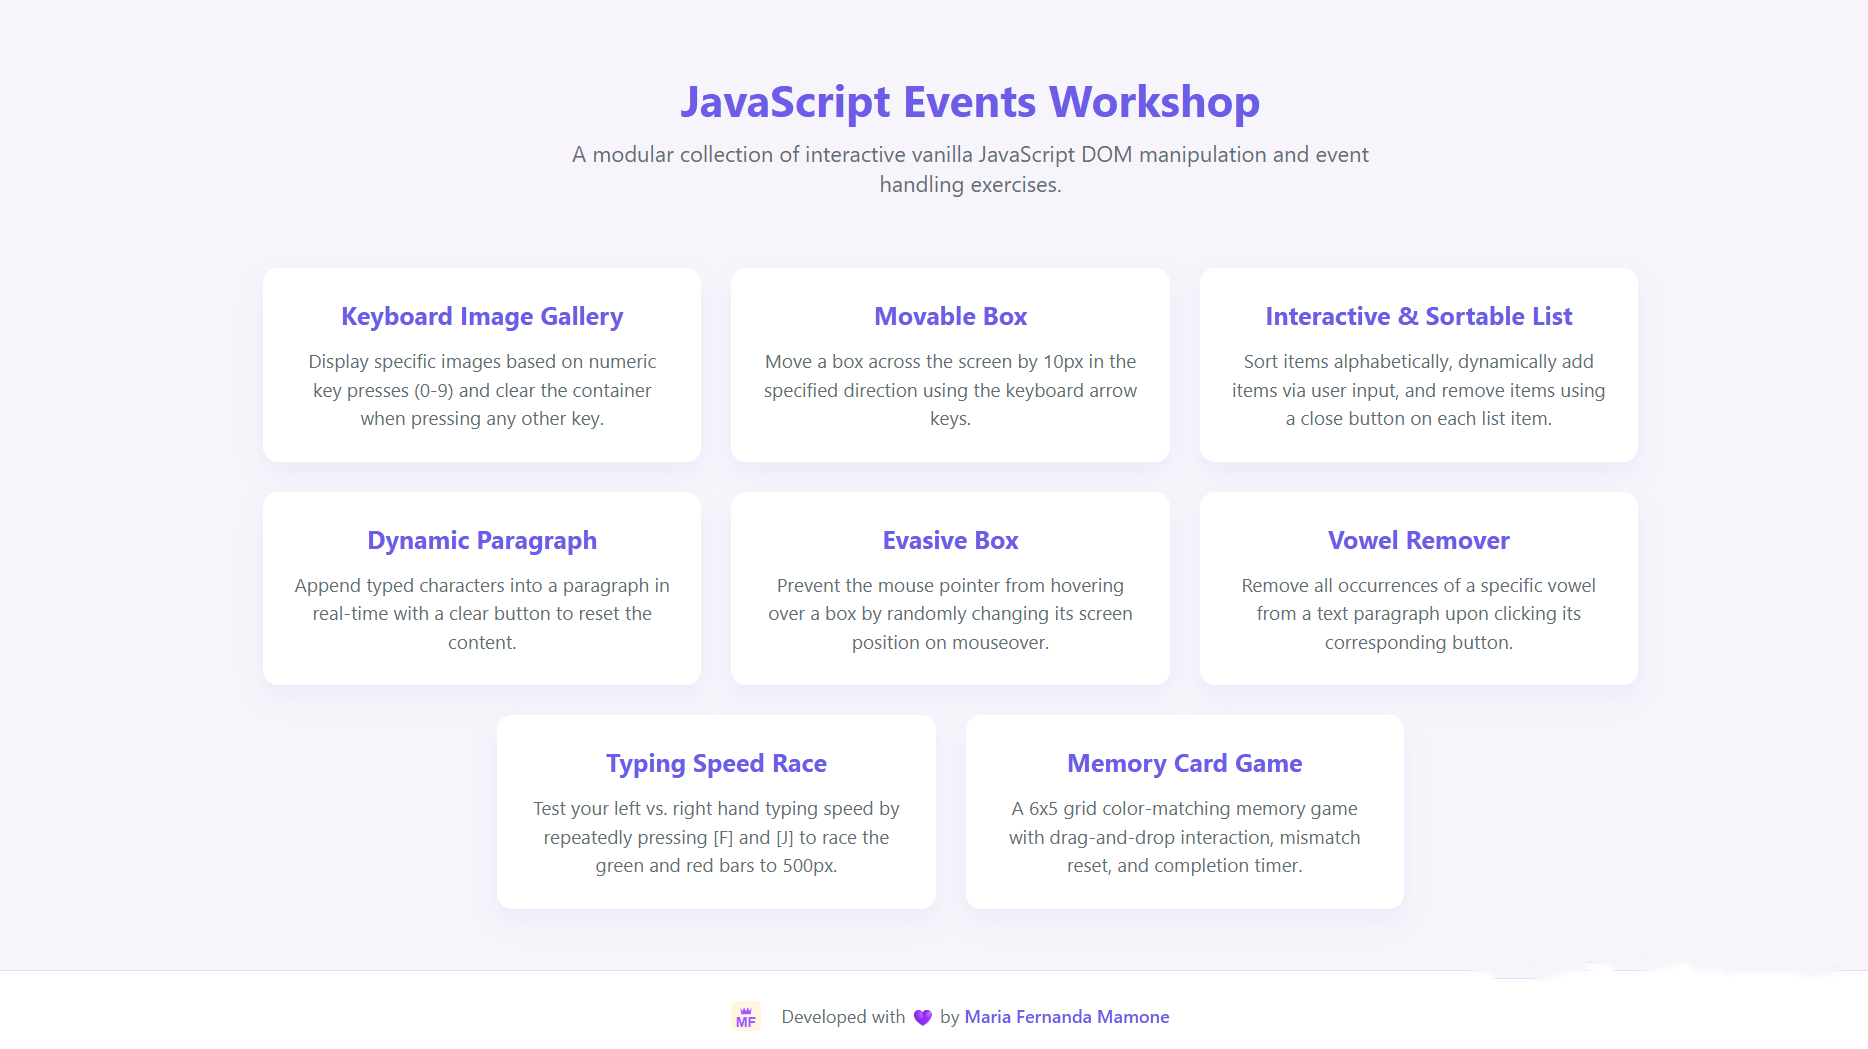 JavaScript Events Workshop
A modular collection of interactive vanilla JavaScript DOM manipulation and event
handling exercises.
Keyboard Image Gallery
Display specific images based on numeric
key presses (0-9) and clear the container
when pressing any other key.
Movable Box
Move a box across the screen by 10px in the
specified direction using the keyboard arrow
keys.
Interactive & Sortable List
Sort items alphabetically, dynamically add
items via user input, and remove items using
a close button on each list item.
Dynamic Paragraph
Append typed characters into a paragraph in
real-time with a clear button to reset the
content.
Evasive Box
Prevent the mouse pointer from hovering
over a box by randomly changing its screen
position on mouseover.
Vowel Remover
Remove all occurrences of a specific vowel
from a text paragraph upon clicking its
corresponding button.
Typing Speed Race
Test your left vs. right hand typing speed by
repeatedly pressing [F] and [J] to race the
green and red bars to 500px.
Memory Card Game
A 6x5 grid color-matching memory game
with drag-and-drop interaction, mismatch
reset, and completion timer.
MF
Developed with 💜 by Maria Fernanda Mamone